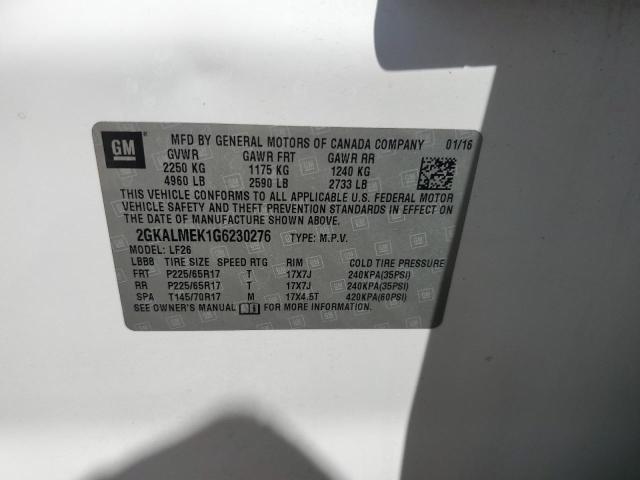 GM MFD BY GENERAL MOTORS OF CANADA COMPANY 01/16
GVWR GAWR FRT GAWR RR
2250 KG 1175 KG 1240 KG
4960 LB 2590 LB 2733 LB
THIS VEHICLE CONFORMS TO ALL APPLICABLE U.S. FEDERAL MOTOR
VEHICLE SAFETY AND THEFT PREVENTION STANDARDS IN EFFECT ON
THE DATE OF MANUFACTURE SHOWN ABOVE.
2GKALMEK1G6230276 TYPE: M.P.V.
MODEL: LF26
LBB8 TIRE SIZE SPEED RTG RIM COLD TIRE PRESSURE
FRT P225/65R17 T 17X7J 240KPA(35PSI)
RR P225/65R17 T 17X7J 240KPA(35PSI)
SPA T145/70R17 M 17X4.5T 420KPA(60PSI)
SEE OWNER'S MANUAL FOR MORE INFORMATION.